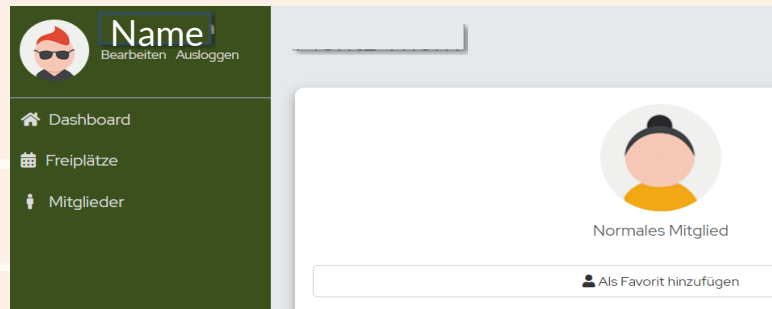 Name
Bearbeiten Ausloggen
Dashboard
Freiplätze
Mitglieder
Normales Mitglied
Als Favorit hinzufügen